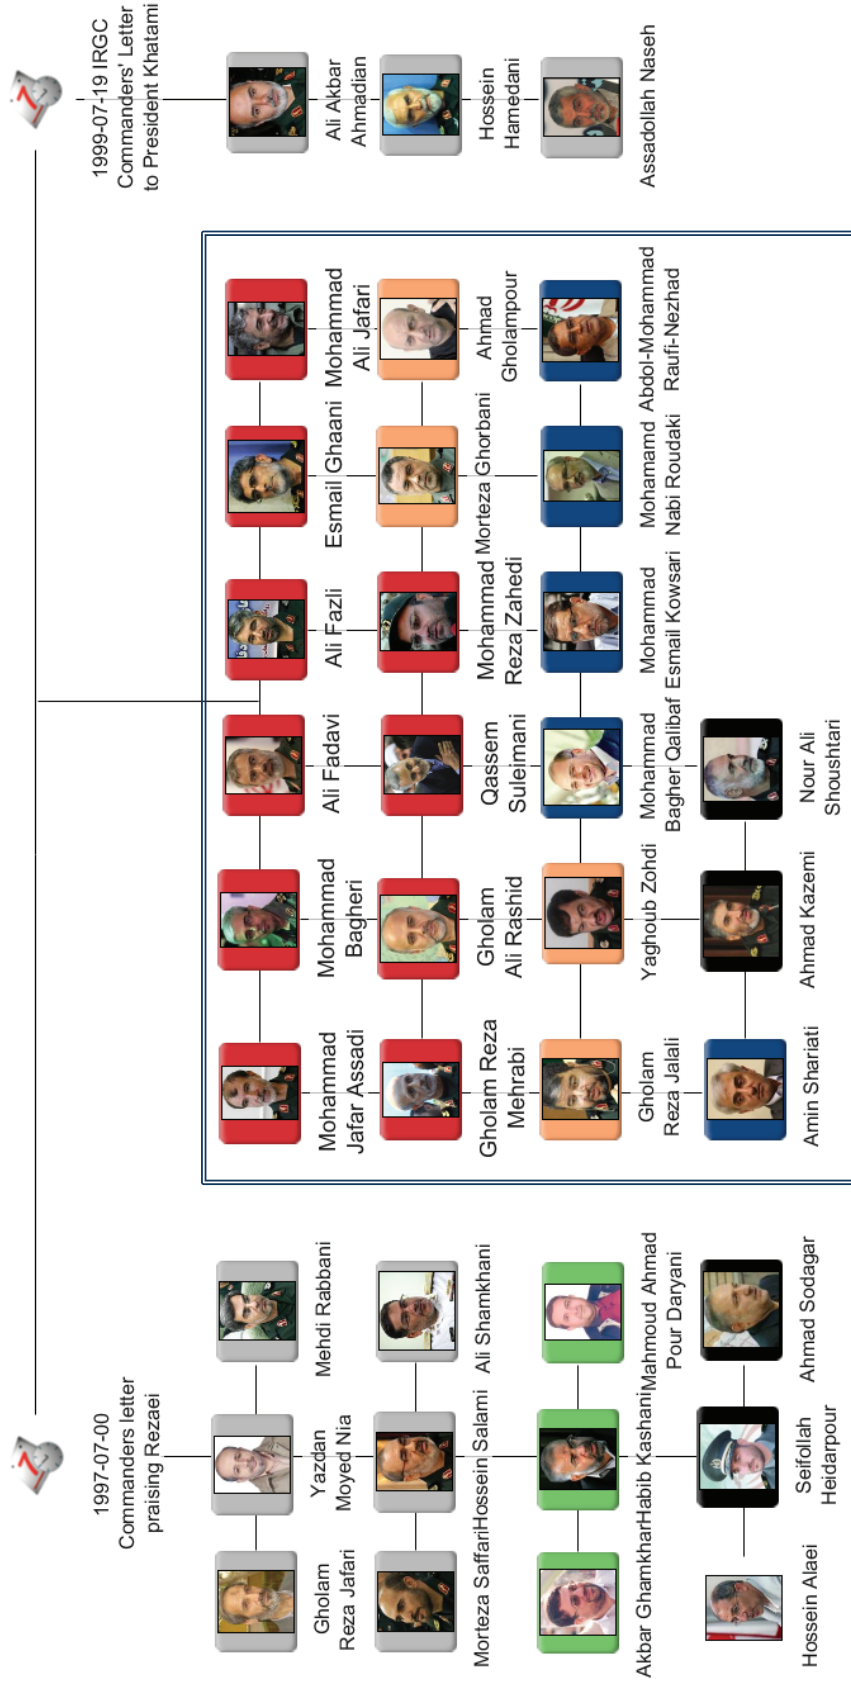 1997-07-00
Commanders letter
praising Rezaei
Gholam
Reza Jafari
Yazdan
Moyed Nia
Mehdi Rabbani
Morteza Saffari
Hossein Salami
Ali Shamkhani
Akbar Ghamkhar
Habib Kashani
Mahmoud Ahmad
Pour Daryani
Hossein Alaei
Seifollah
Heidarpour
Ahmad Sodagar
Mohammad
Jafar Assadi
Mohammad
Bagheri
Ali Fadavi
Ali Fazli
Esmail Ghaani
Mohammad
Ali Jafari
Gholam Reza
Mehrabi
Gholam
Ali Rashid
Qassem
Suleimani
Mohammad
Reza Zahedi
Morteza Ghorbani
Ahmad
Gholampour
Gholam
Reza Jalali
Yaghoub Zohdi
Mohammad
Bagher Qalibaf
Mohammad
Esmail Kowsari
Mohamamd
Nabi Roudaki
Abdol-Mohammad
Raufi-Nezhad
Amin Shariati
Ahmad Kazemi
Nour Ali
Shoushtari
1999-07-19 IRGC
Commanders' Letter
to President Khatami
Ali Akbar
Ahmadian
Hossein
Hamedani
Assadollah Naseh